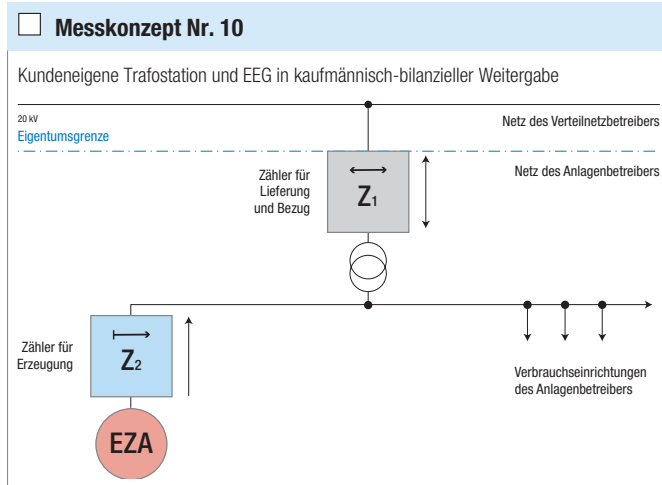 Messkonzept Nr. 10
Kundeneigene Trafostation und EEG in kaufmännisch-bilanzieller Weitergabe
20 kV
Netz des Verteilnetzbetreibers
Eigentumsgrenze
Netz des Anlagenbetreibers
Zähler für
Lieferung
und Bezug
Z1
Zähler für
Erzeugung
Z2
Verbrauchseinrichtungen
des Anlagenbetreibers
EZA